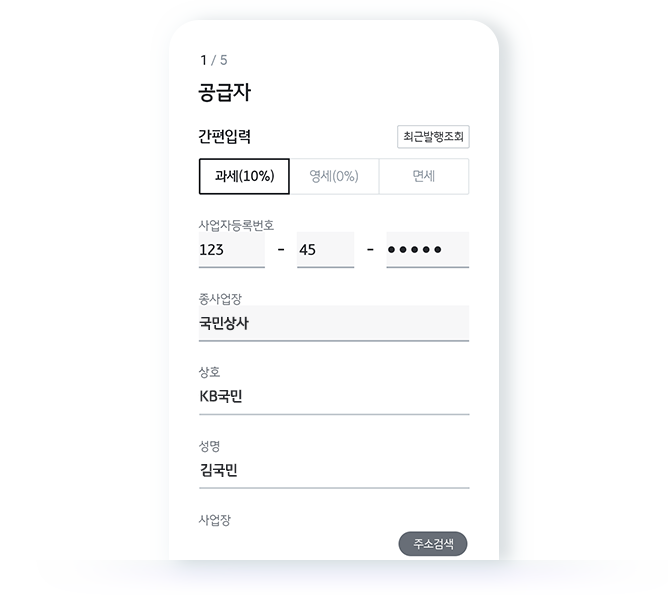 1 / 5
공급자
간편입력 최근발행조회
과세(10%) 영세(0%) 면세
사업자등록번호
123 - 45 - ●●●●●
종사업장
국민상사
상호
KB국민
성명
김국민
사업장
주소검색